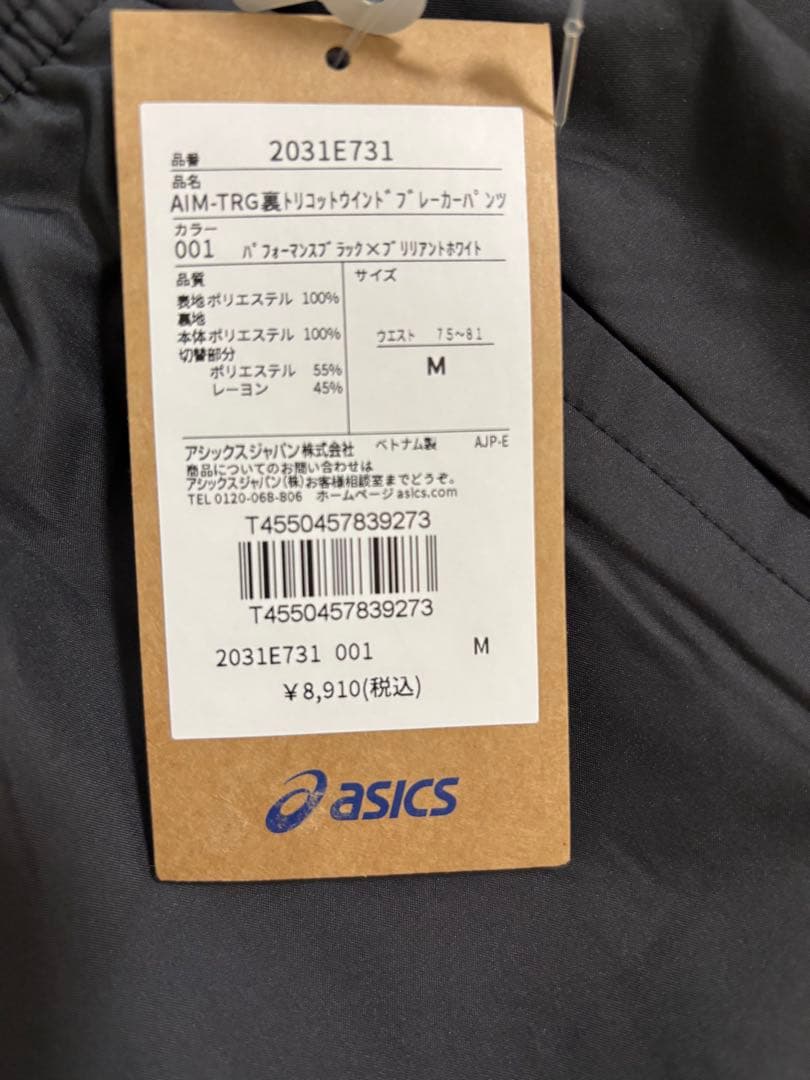 品番 2031E731
品名
AIM-TRG裏ﾄﾘｺｯﾄｳｲﾝﾄﾞﾌﾞﾚｰｶｰﾊﾟﾝﾂ
カラー
001 ﾊﾟﾌｫｰﾏﾝｽﾌﾞﾗｯｸ×ﾌﾞﾘﾘｱﾝﾄﾎﾜｲﾄ
品質
サイズ
表地 ポリエステル 100%
裏地
本体 ポリエステル 100%
切替部分
ポリエステル 55%
レーヨン 45%
ウエスト 75~81
M
アシックスジャパン株式会社 ベトナム製 AJP-E
商品についてのお問い合わせは
アシックスジャパン(株)お客様相談室までどうぞ。
TEL 0120-068-806 ホームページ asics.com
T4550457839273
T4550457839273
2031E731 001 M
￥8,910(税込)
asics